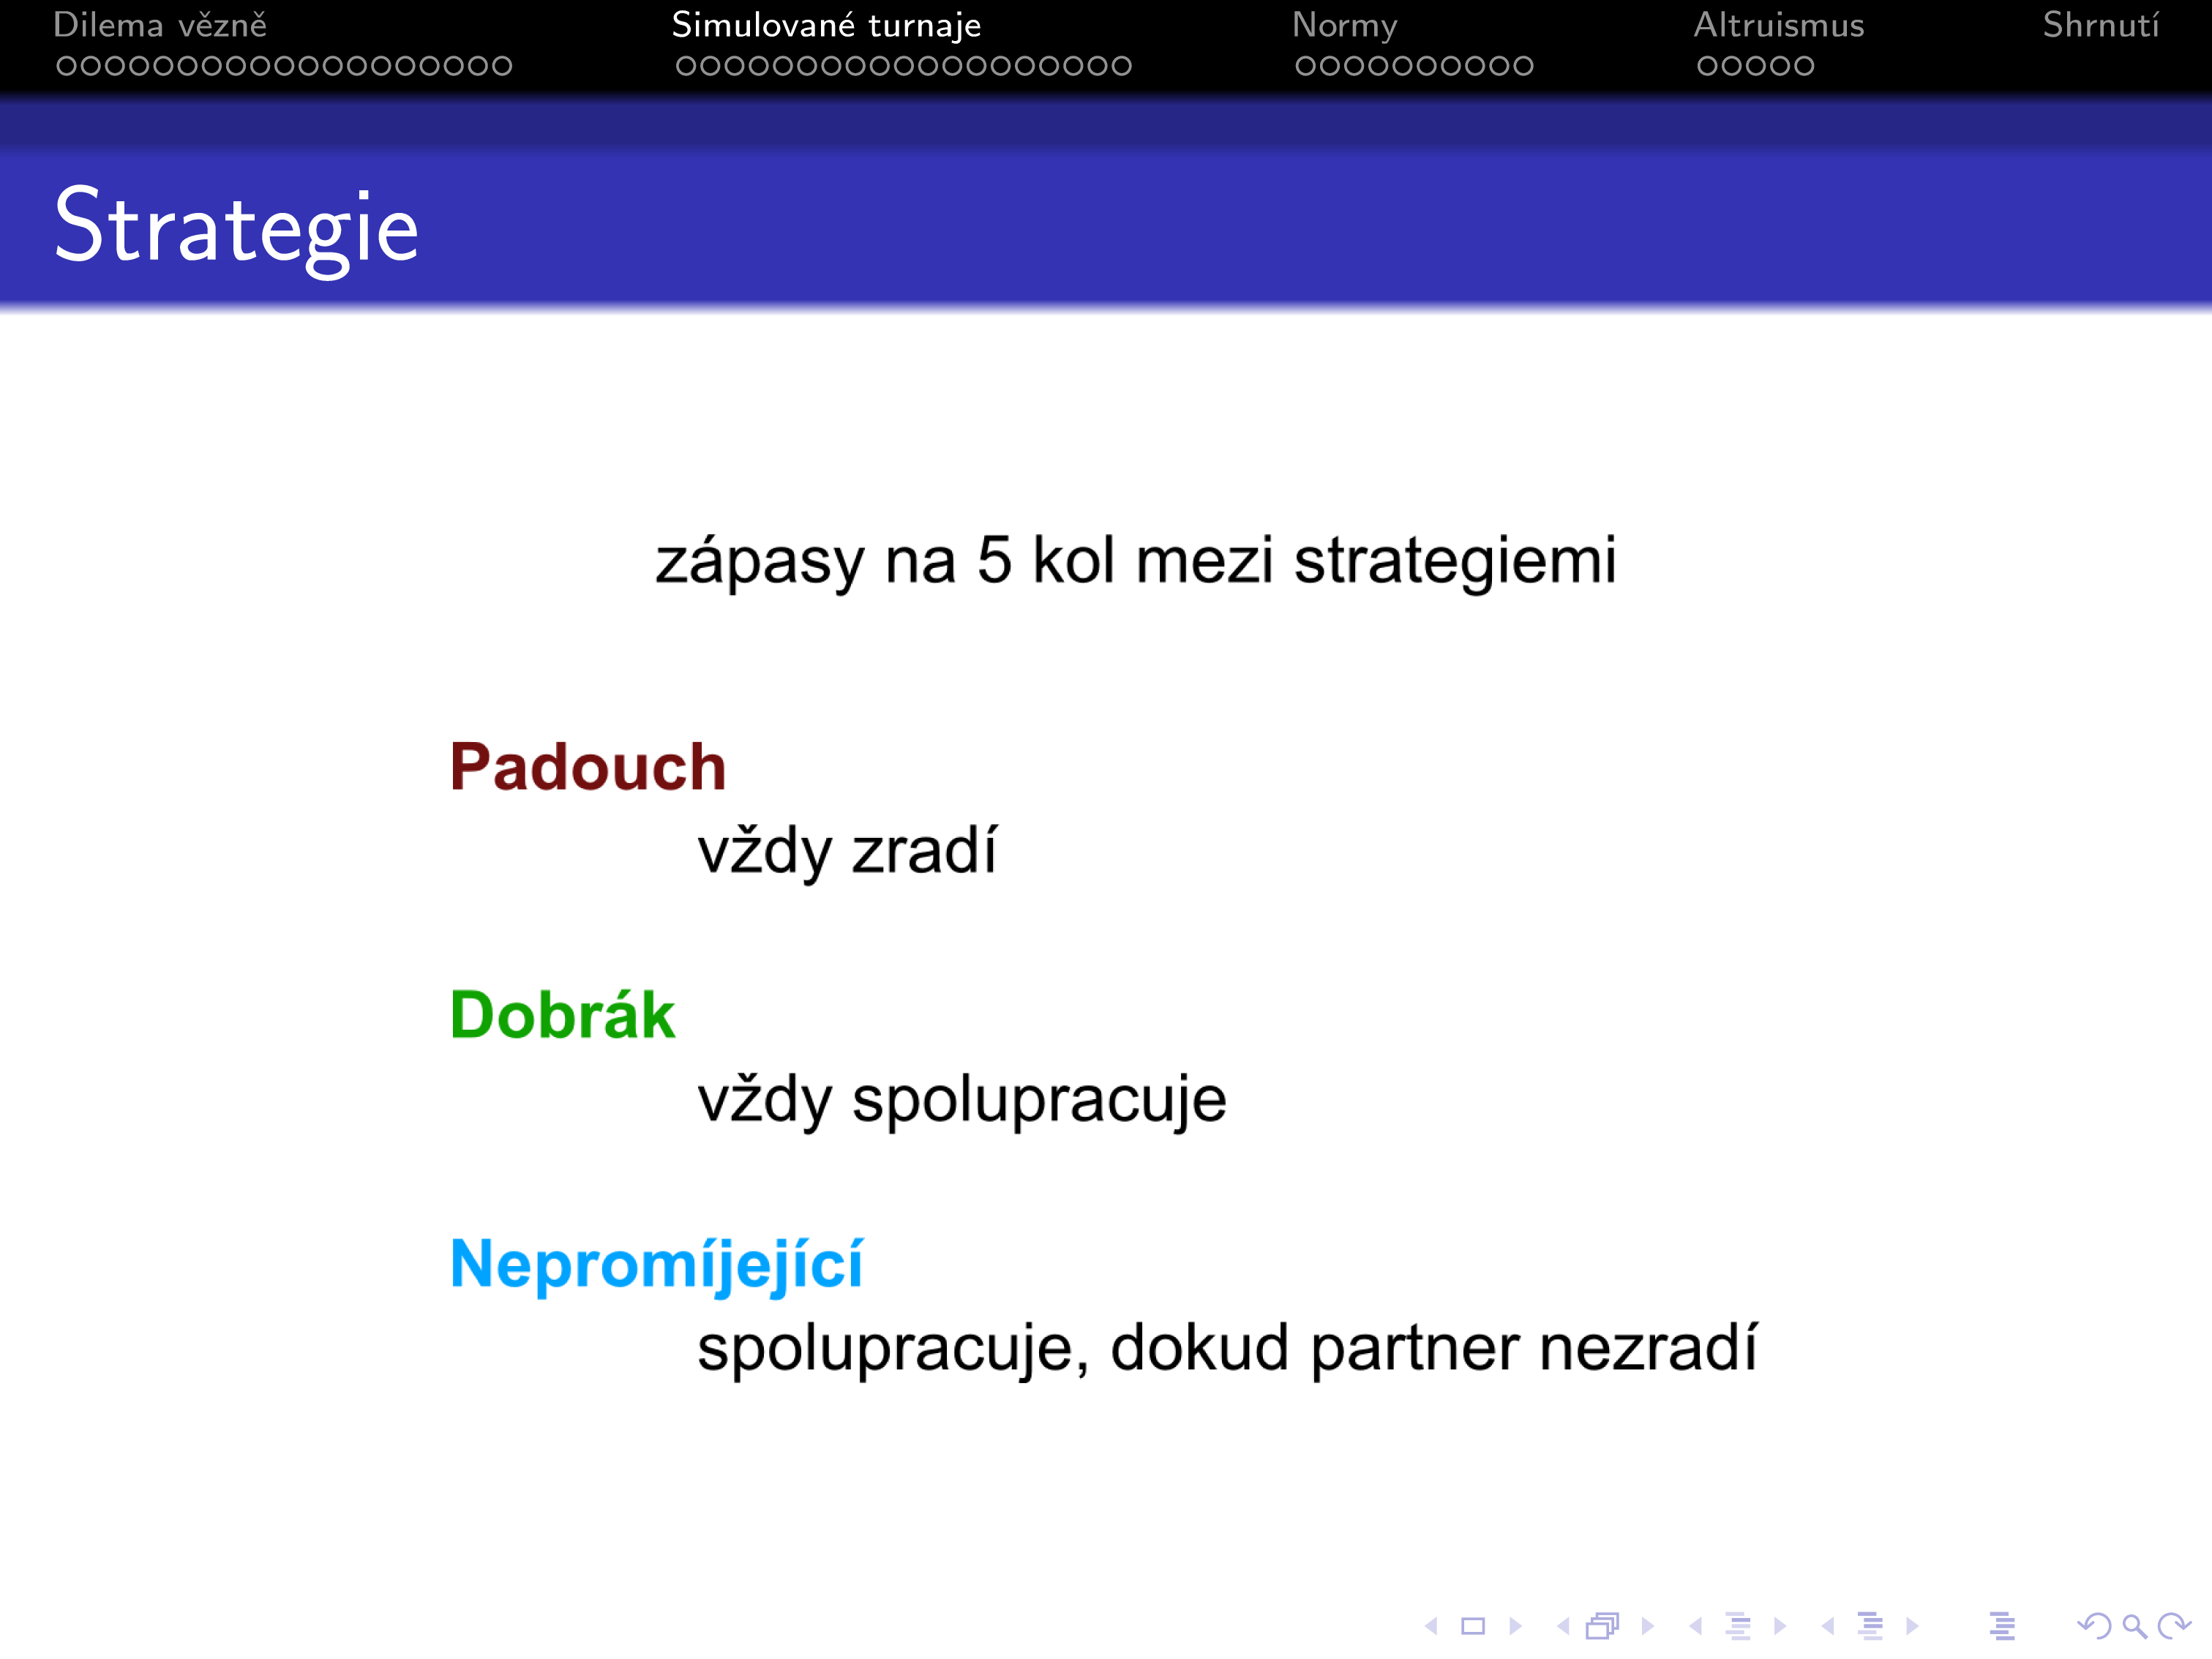 Dilema vězně Simulované turnaje Normy Altruismus Shrnutí
Strategie
zápasy na 5 kol mezi strategiemi
Padouch
vždy zradí
Dobrák
vždy spolupracuje
Nepromíjející
spolupracuje, dokud partner nezradí